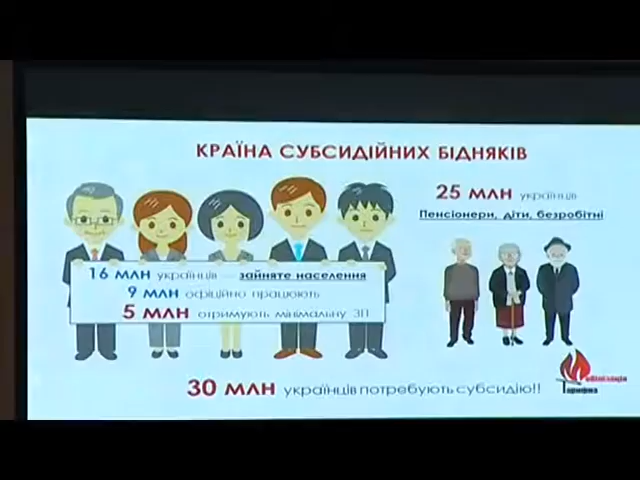 КРАЇНА СУБСИДІЙНИХ БІДНЯКІВ
25 МЛН українців
Пенсіонери, діти, безробітні
16 МЛН українців – зайняте населення
9 МЛН офіційно працюють
5 МЛН отримують мінімальну ЗП
30 МЛН українців потребують субсидію!!